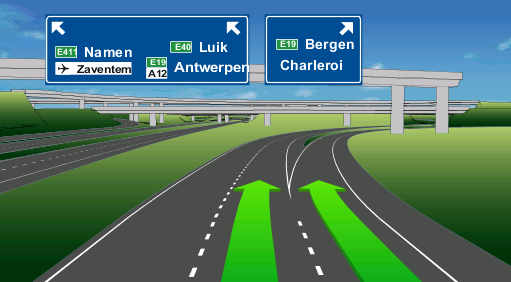 E411 Namen
Zaventem
E40 Luik
E19
A12 Antwerpen
E19 Bergen
Charleroi